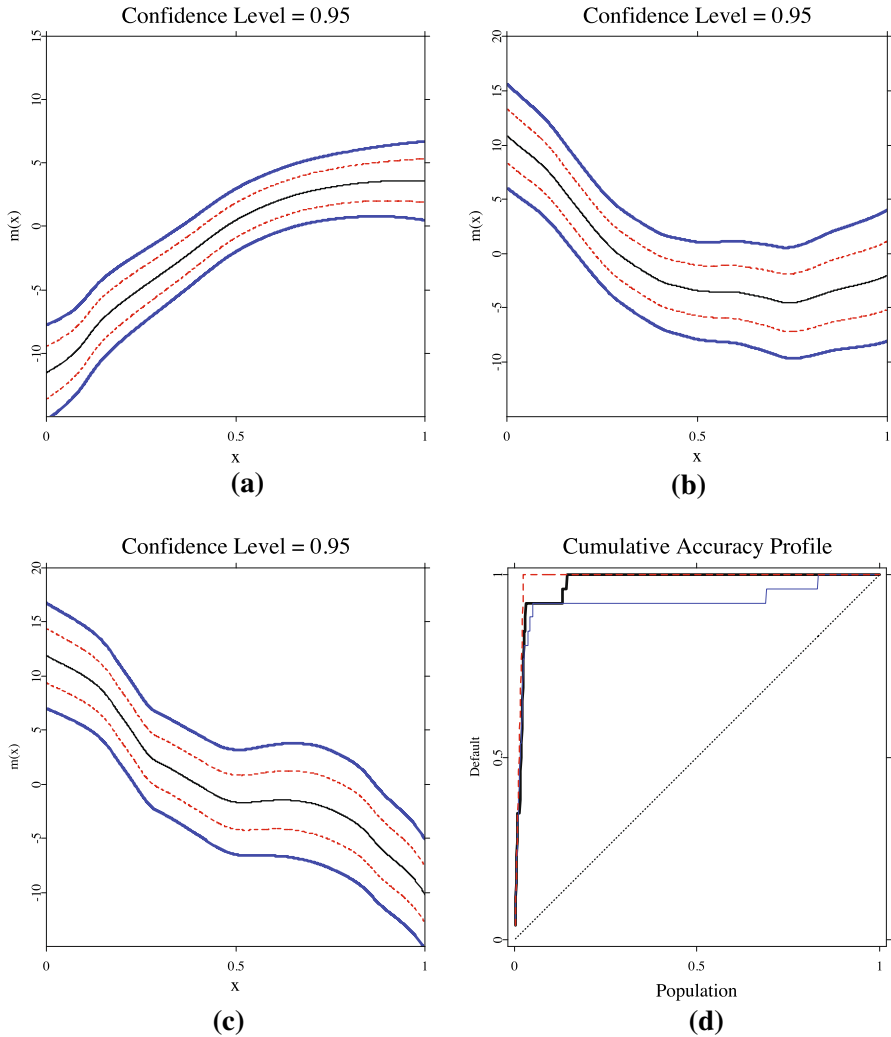 Confidence Level = 0.95
15
10
5
0
-5
-10
m(x)
0
0.5
1
x
(a)
Confidence Level = 0.95
20
15
10
5
0
-5
-10
m(x)
0
0.5
1
x
(b)
Confidence Level = 0.95
20
15
10
5
0
-5
-10
m(x)
0
0.5
1
x
(c)
Cumulative Accuracy Profile
1
0.5
0
Default
0
0.5
1
Population
(d)